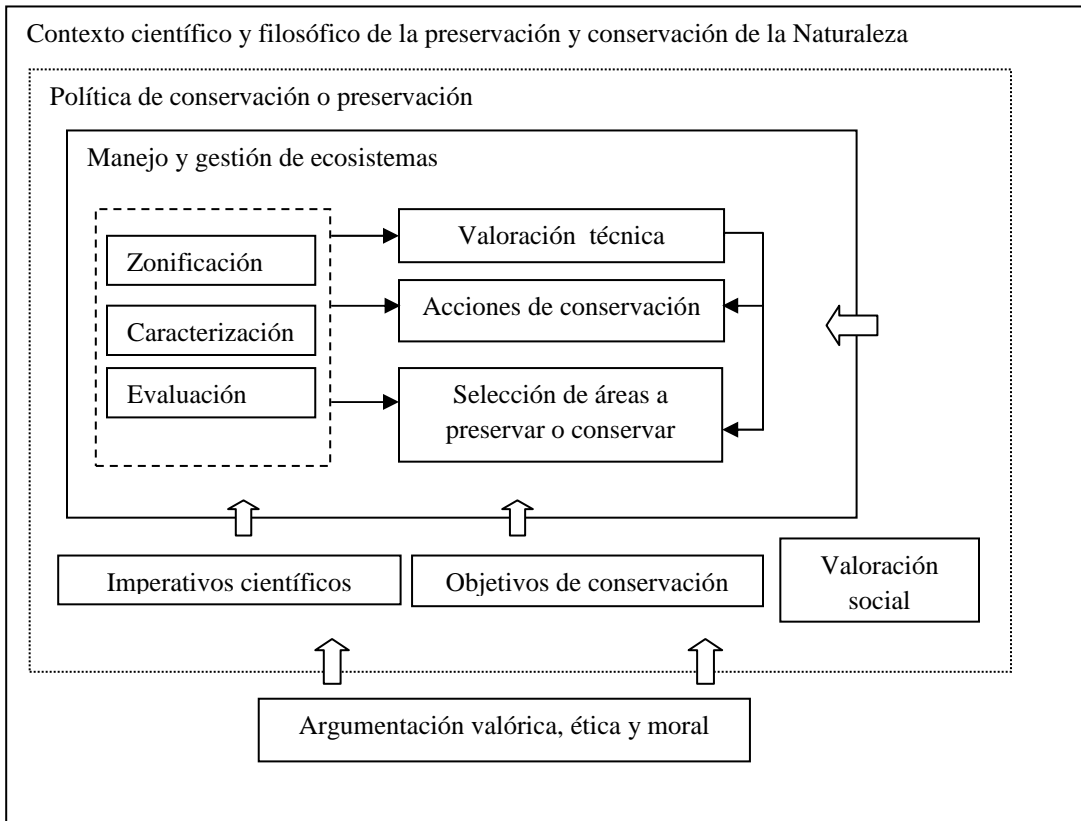 Contexto científico y filosófico de la preservación y conservación de la Naturaleza
Política de conservación o preservación
Manejo y gestión de ecosistemas
Zonificación
Caracterización
Evaluación
Valoración técnica
Acciones de conservación
Selección de áreas a
preservar o conservar
Imperativos científicos
Objetivos de conservación
Valoración
social
Argumentación valórica, ética y moral